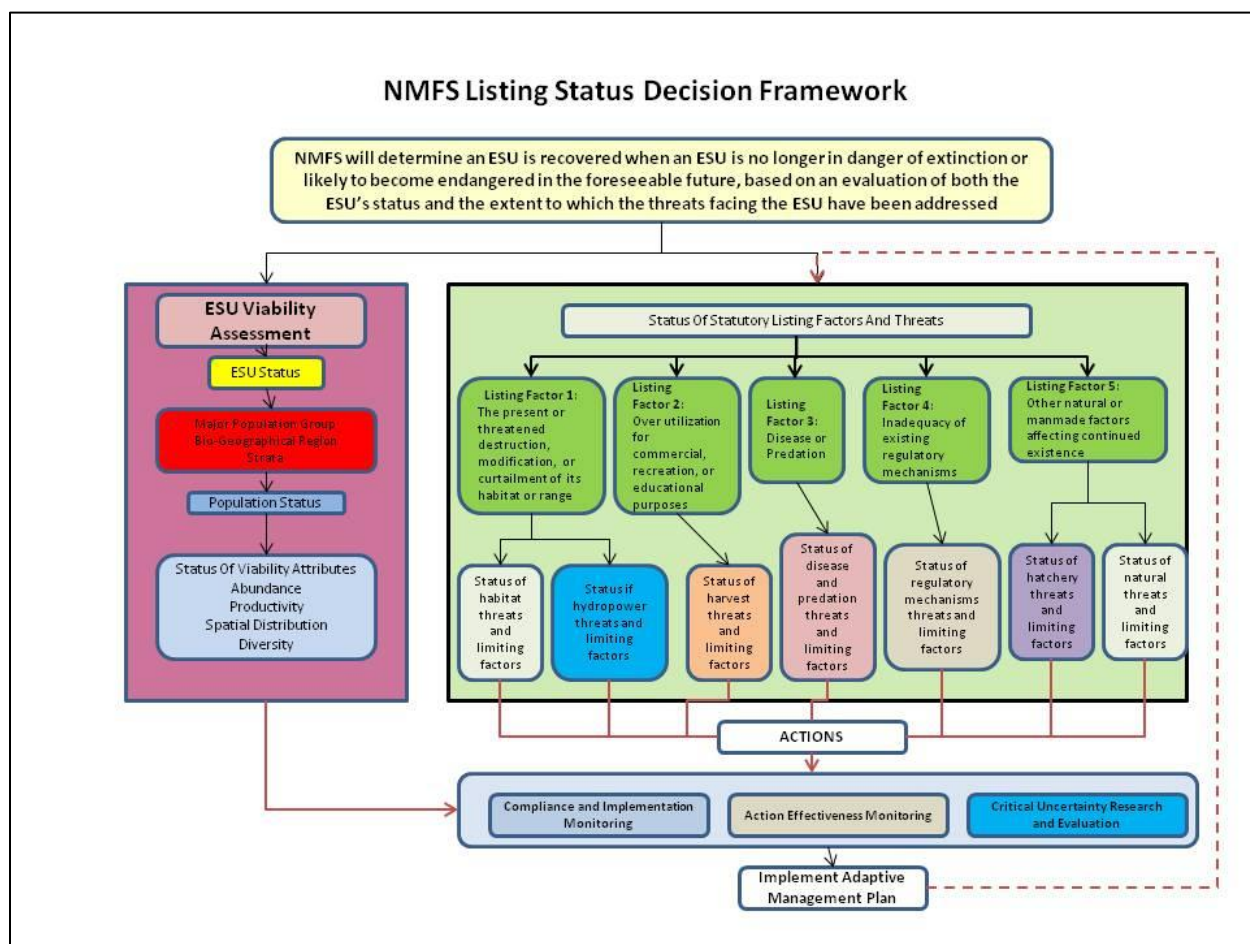 NMFS Listing Status Decision Framework
NMFS will determine an ESU is recovered when an ESU is no longer in danger of extinction or
likely to become endangered in the foreseeable future, based on an evaluation of both the
ESU's status and the extent to which the threats facing the ESU have been addressed
ESU Viability
Assessment
ESU Status
Major Population Group
Bio-Geographical Region
Strata
Population Status
Status Of Viability Attributes
Abundance
Productivity
Spatial Distribution
Diversity
Status Of Statutory Listing Factors And Threats
Listing Factor 1:
The present or
threatened
destruction,
modification, or
curtailment of its
habitat or range
Listing
Factor 2:
Over utilization
for
commercial,
recreation, or
educational
purposes
Listing
Factor 3:
Disease or
Predation
Listing
Factor 4:
Inadequacy of
existing
regulatory
mechanisms
Listing Factor 5:
Other natural or
manmade factors
affecting continued
existence
Status of
habitat
threats
and
limiting
factors
Status if
hydropower
threats and
limiting
factors
Status of
harvest
threats
and
limiting
factors
Status of
disease
and
predation
threats
and
limiting
factors
Status of
regulatory
mechanisms
threats and
limiting
factors
Status of
hatchery
threats
and
limiting
factors
Status of
natural
threats
and
limiting
factors
ACTIONS
Compliance and Implementation
Monitoring
Action Effectiveness Monitoring
Critical Uncertainty Research
and Evaluation
Implement Adaptive
Management Plan